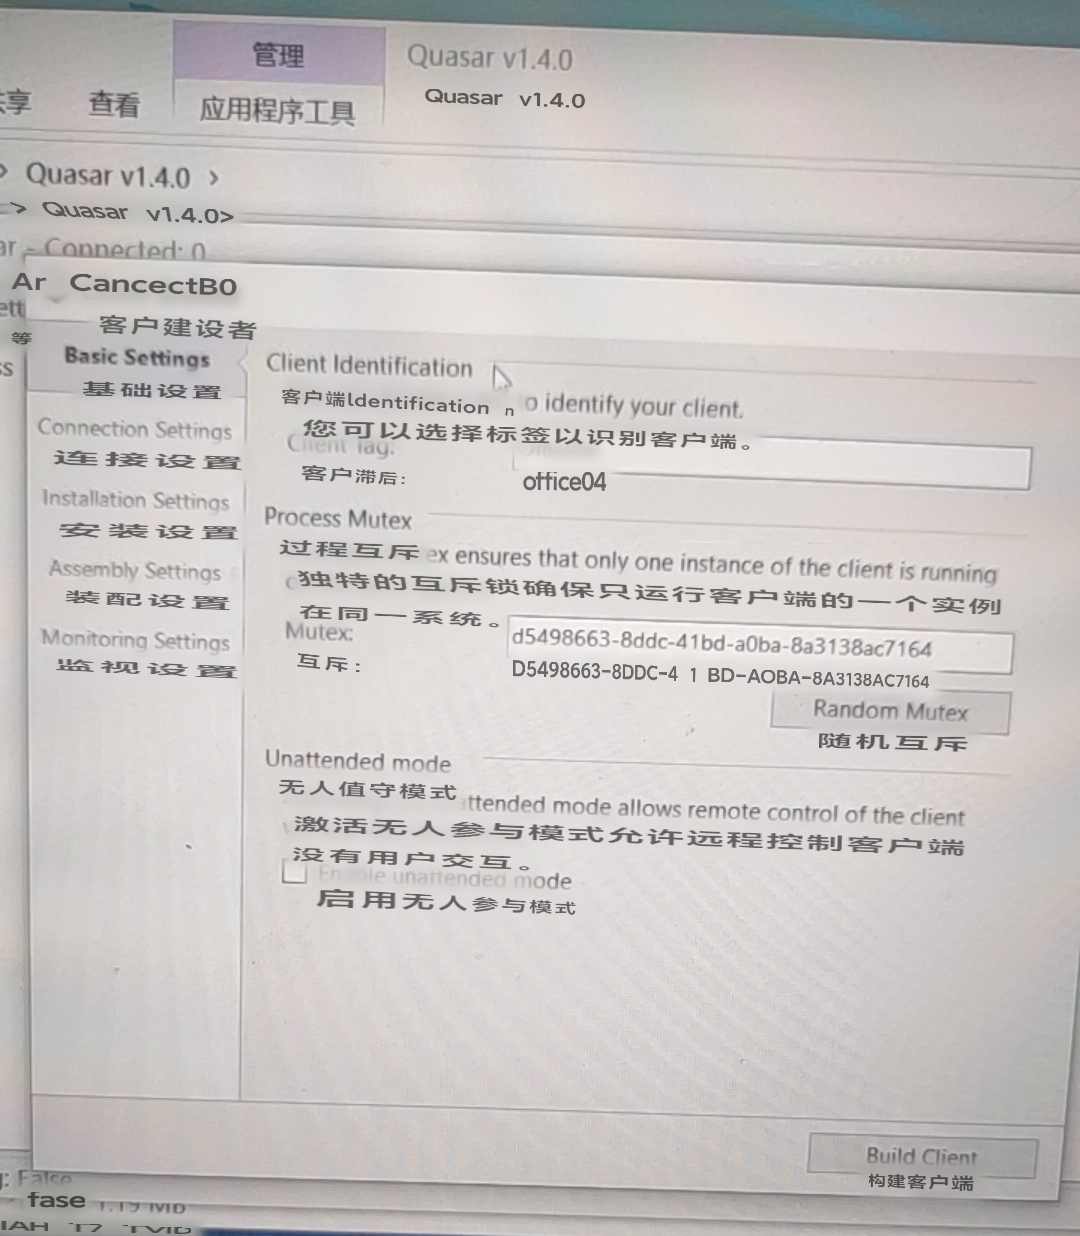 管理
Quasar v1.4.0
享 查看 应用程序工具
Quasar v1.4.0
> Quasar v1.4.0 >
> Quasar v1.4.0>
ar - Connected: 0
Ar CancectB0
ett
客户建设者
等
Basic Settings
基础设置
Connection Settings
连接设置
Installation Settings
安装设置
Assembly Settings
装配设置
Monitoring Settings
监视设置
Client Identification
客户端ldentification n o identify your client.
您可以选择标签以识别客户端。
Client Tag:
客户滞后: office04
Process Mutex
过程互斥 ex ensures that only one instance of the client is running
独特的互斥锁确保只运行客户端的一个实例
在同一系统。
Mutex: d5498663-8ddc-41bd-a0ba-8a3138ac7164
互斥: D5498663-8DDC-4 1 BD-AOBA-8A3138AC7164
Random Mutex
随机互斥
Unattended mode
无人值守模式 ttended mode allows remote control of the client
激活无人参与模式允许远程控制客户端
没有用户交互。
Enable unattended mode
启用无人参与模式
Build Client
构建客户端
: False
fase 1.19 MB